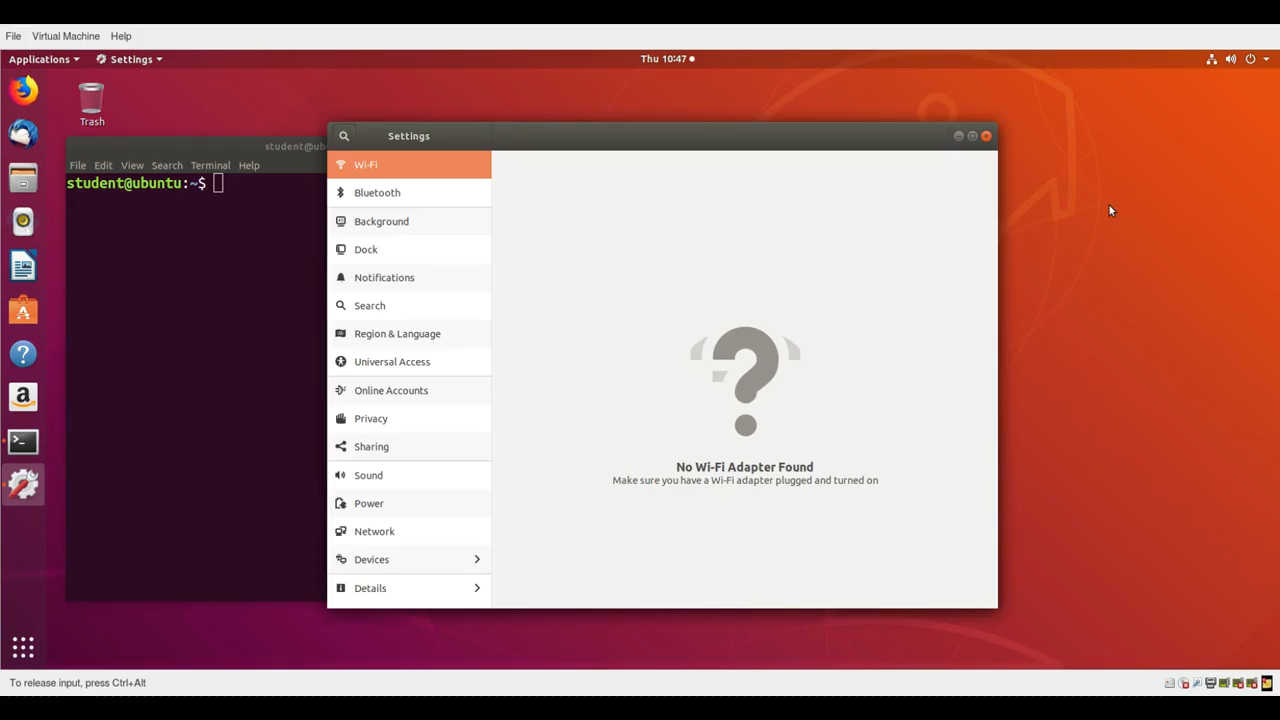 File Virtual Machine Help
Applications Settings Thu 10:47
Trash
student@ub
File Edit View Search Terminal Help
student@ubuntu:~$
Settings
Wi-Fi
Bluetooth
Background
Dock
Notifications
Search
Region & Language
Universal Access
Online Accounts
Privacy
Sharing
Sound
Power
Network
Devices
Details
No Wi-Fi Adapter Found
Make sure you have a Wi-Fi adapter plugged and turned on
To release input, press Ctrl+Alt